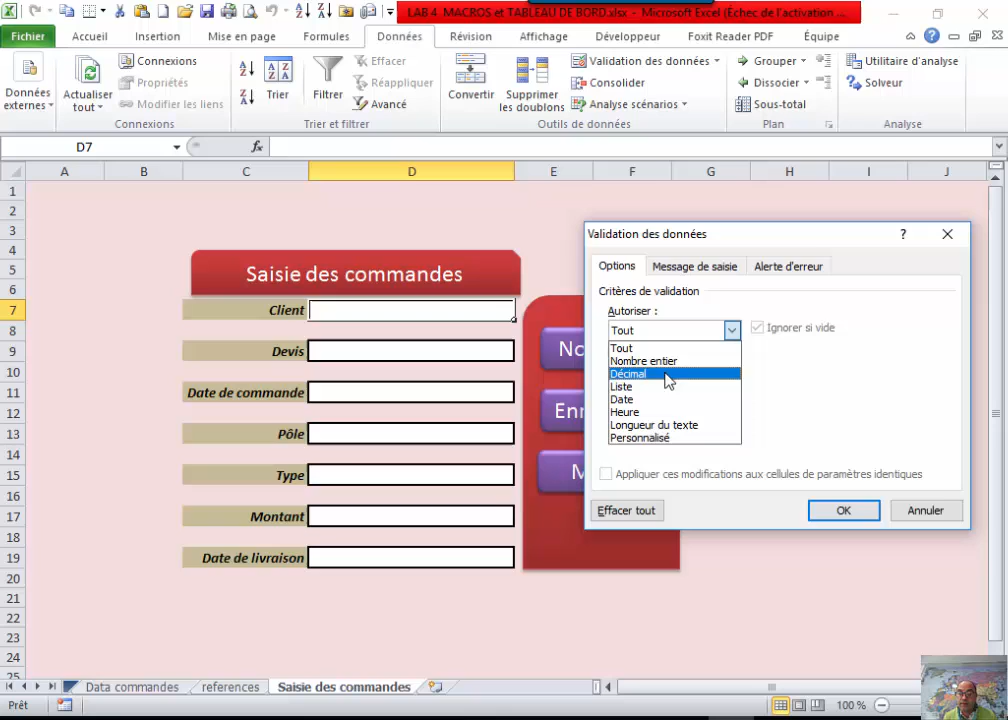 LAB 4 MACROS et TABLEAU DE BORD.xlsx - Microsoft Excel (Échec de l'activation ...
Fichier Accueil Insertion Mise en page Formules Données Révision Affichage Développeur Foxit Reader PDF Équipe
Données externes
Actualiser tout
Connexions
Propriétés
Modifier les liens
Connexions
Trier
Filtrer
Effacer
Réappliquer
Avancé
Trier et filtrer
Convertir
Supprimer les doublons
Validation des données
Consolider
Analyse scénarios
Outils de données
Grouper
Dissocier
Sous-total
Plan
Utilitaire d'analyse
Solveur
Analyse
D7
fx
A B C D E F G H I J
1
2
3
4
5
6
7
8
9
10
11
12
13
14
15
16
17
18
19
20
21
22
23
24
25
Saisie des commandes
Client
Devis
Date de commande
Pôle
Type
Montant
Date de livraison
No
Enr
M
Validation des données
?
Options Message de saisie Alerte d'erreur
Critères de validation
Autoriser :
Tout
Ignorer si vide
Tout
Nombre entier
Décimal
Liste
Date
Heure
Longueur du texte
Personnalisé
Appliquer ces modifications aux cellules de paramètres identiques
Effacer tout OK Annuler
Data commandes references Saisie des commandes
Prêt
100 %